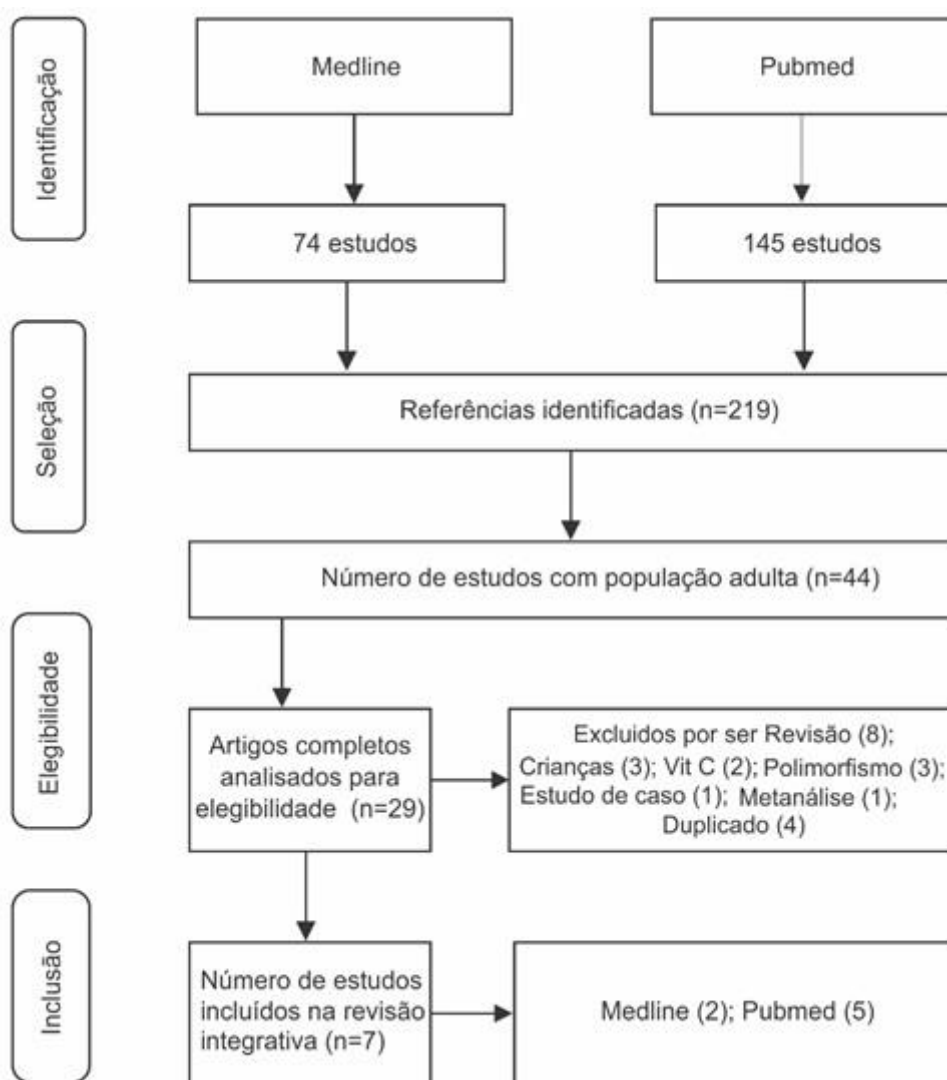 Identificação
Medline
Pubmed
74 estudos
145 estudos
Seleção
Referências identificadas (n=219)
Número de estudos com população adulta (n=44)
Elegibilidade
Artigos completos
analisados para
elegibilidade (n=29)
Excluidos por ser Revisão (8);
Crianças (3); Vit C (2); Polimorfismo (3);
Estudo de caso (1); Metanálise (1);
Duplicado (4)
Inclusão
Número de estudos
incluídos na revisão
integrativa (n=7)
Medline (2); Pubmed (5)